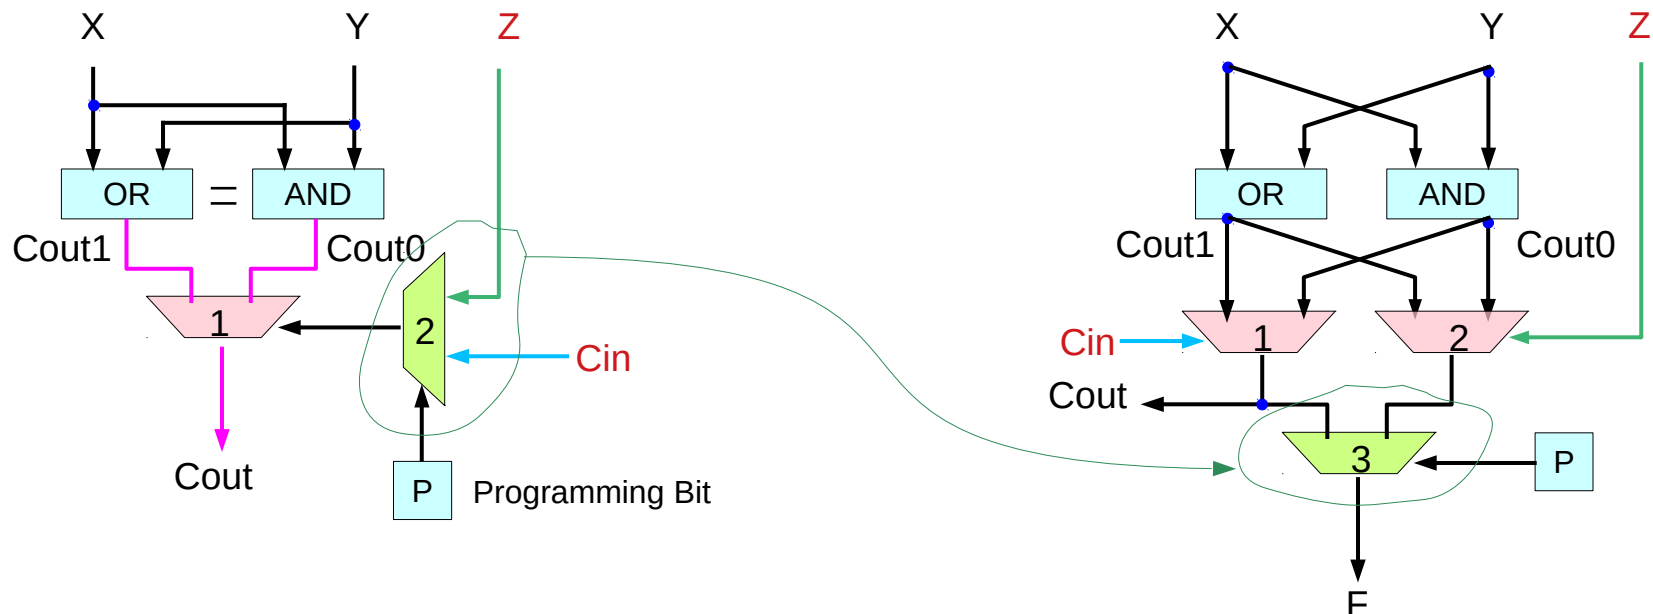 X Y Z
OR = AND
Cout1 Cout0
1
2
Cin
Cout
P Programming Bit
X Y Z
OR AND
Cout1 Cout0
Cin 1 2
Cout
3 P
F